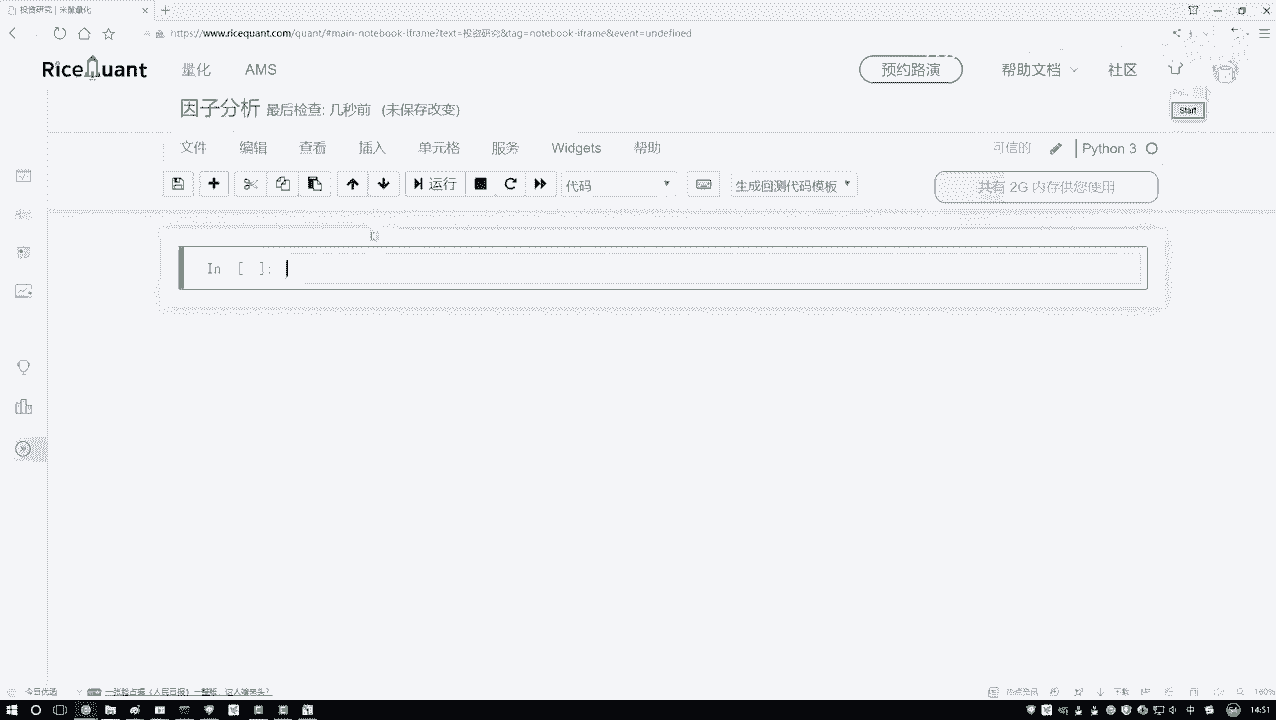 投资研究 | 米筐量化
https://www.ricequant.com/quant/#main-notebook-iframe?text=投资研究&tag=notebook-iframe&event=undefined
RiceQuant 量化 AMS 预约路演 帮助文档 社区
因子分析 最后检查: 几秒前 (未保存改变)
Start
文件 编辑 查看 插入 单元格 服务 Widgets 帮助 可信的 Python 3
运行 代码 生成回测代码模板 共有 2G 内存供您使用
In [ ]:
今日优选
下载 160%
中 14:51